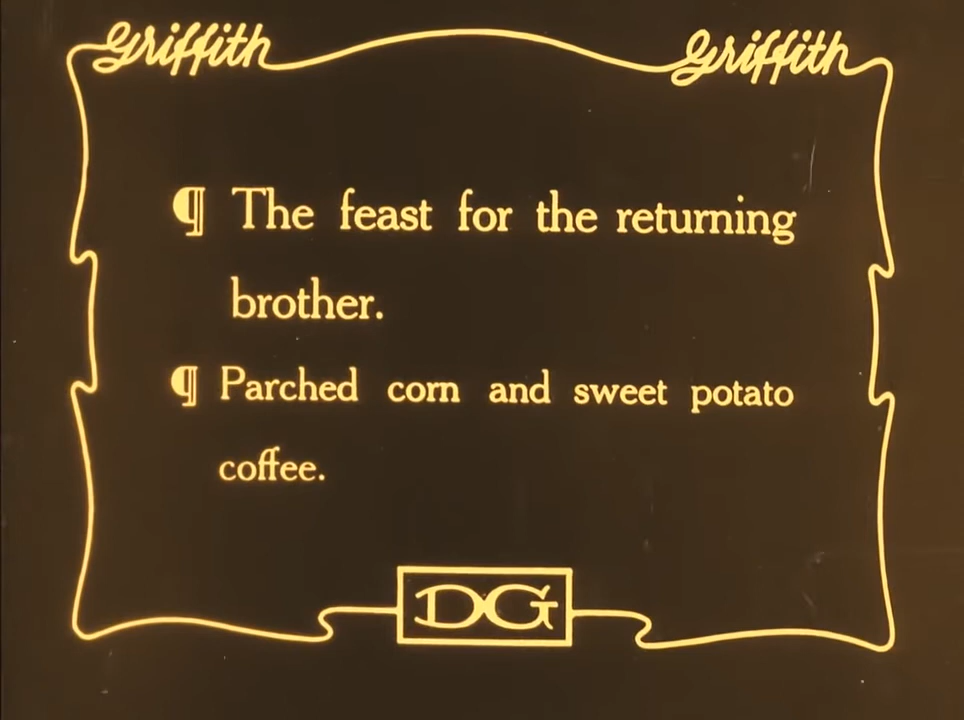 Griffith Griffith
¶ The feast for the returning
brother.
¶ Parched corn and sweet potato
coffee.
DG